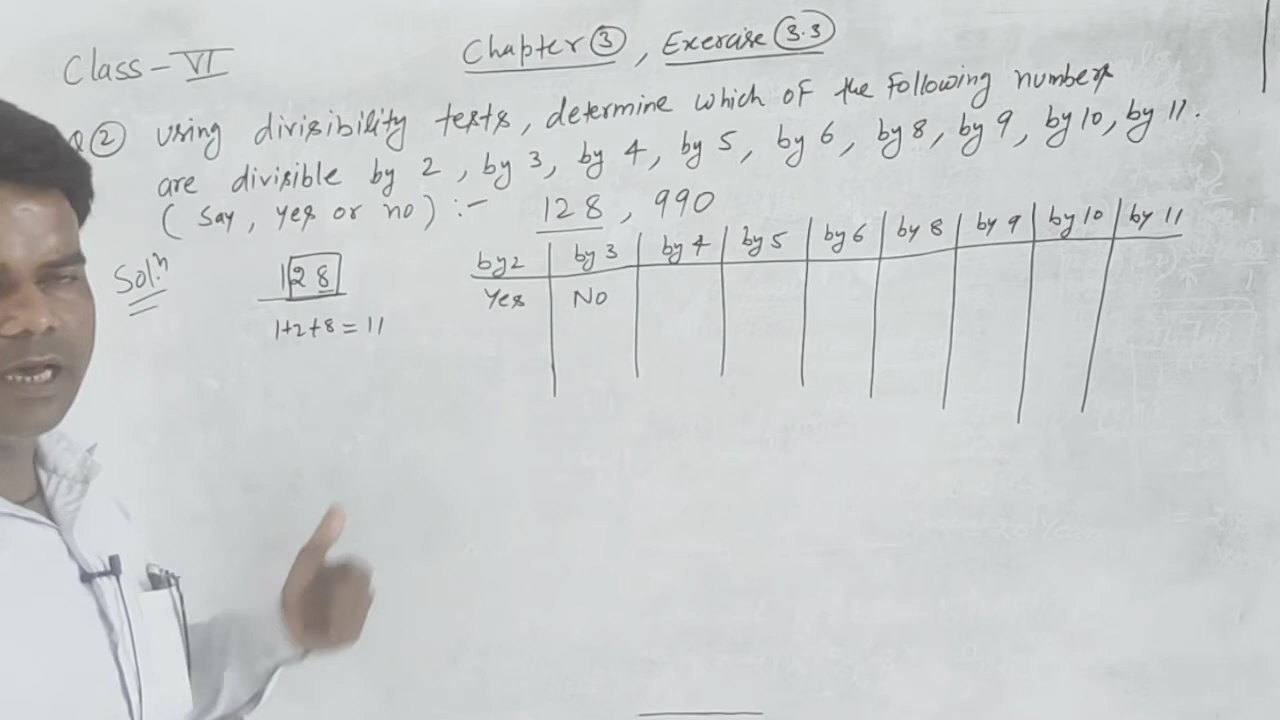 Class - VI
Chapter 3, Exercise 3.3
Q 2 Using divisibility tests, determine which of the following numbers
are divisible by 2, by 3, by 4, by 5, by 6, by 8, by 9, by 10, by 11.
(Say, yes or no) :- 128, 990
Sol.n
128
1+2+8 = 11
by 2 by 3 by 4 by 5 by 6 by 8 by 9 by 10 by 11
Yes No